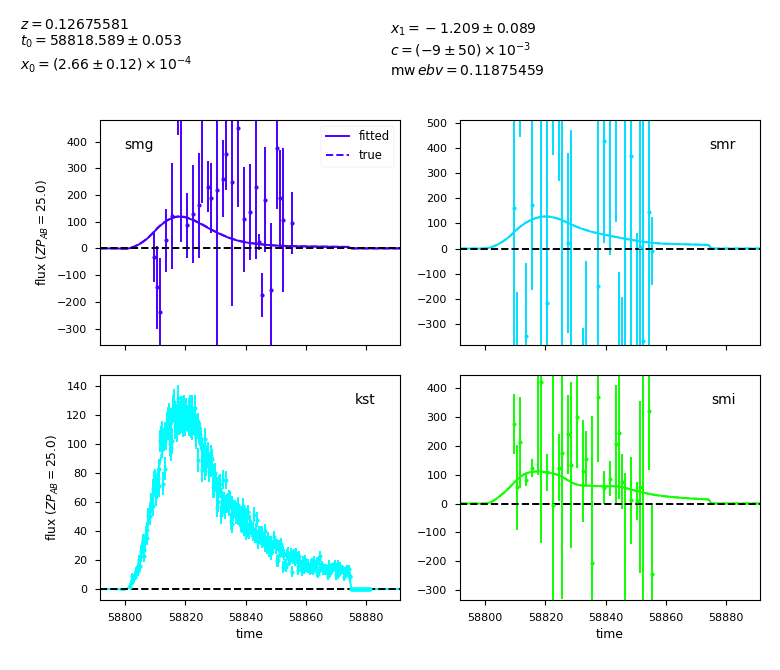 z = 0.12675581
t₀ = 58818.589 ± 0.053
x₀ = (2.66 ± 0.12) × 10⁻⁴
x₁ = −1.209 ± 0.089
c = (−9 ± 50) × 10⁻³
mw ebv = 0.11875459
smg
fitted
true
400
300
200
100
0
−100
−200
−300
flux (ZP_AB = 25.0)
smr
500
400
300
200
100
0
−100
−200
−300
kst
140
120
100
80
60
40
20
0
flux (ZP_AB = 25.0)
58800 58820 58840 58860 58880
time
smi
400
300
200
100
0
−100
−200
−300
58800 58820 58840 58860 58880
time